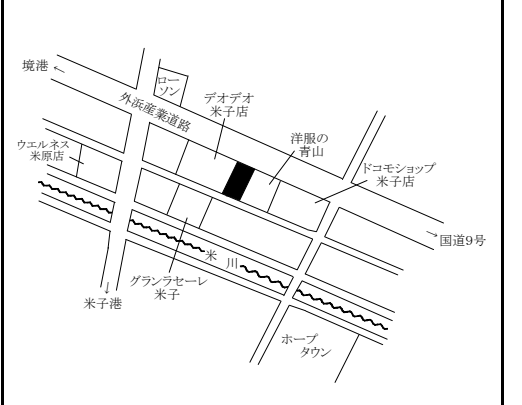 境港
←
ローソン
外浜産業道路
デオデオ
米子店
洋服の
青山
ドコモショップ
米子店
ウエルネス
米原店
→
国道9号
米川
グランラセーレ
米子
↓
米子港
ホープ
タウン